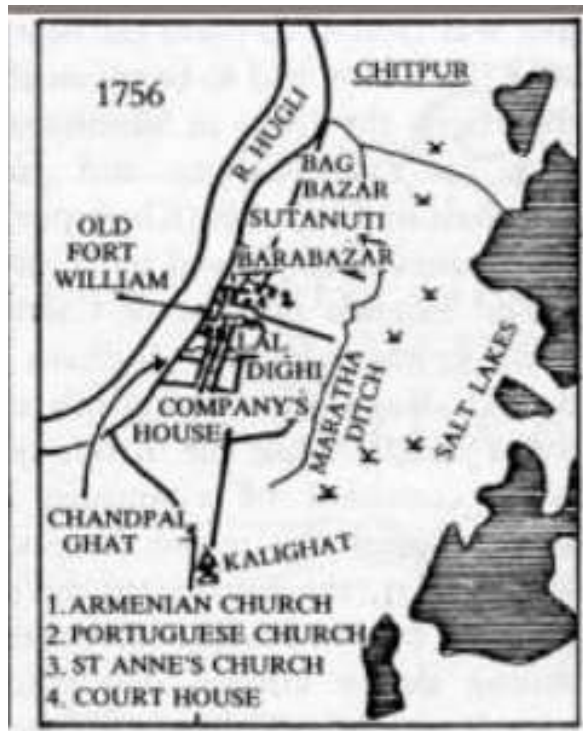 CHITPUR
1756
R. HUGLI
BAG
BAZAR
SUTANUTI
OLD
FORT
WILLIAM
BARABAZAR
LAL
DIGHI
COMPANY'S
HOUSE
MARATHA
DITCH
SALT LAKES
CHANDPAL
GHAT
KALIGHAT
1. ARMENIAN CHURCH
2. PORTUGUESE CHURCH
3. ST ANNE'S CHURCH
4. COURT HOUSE